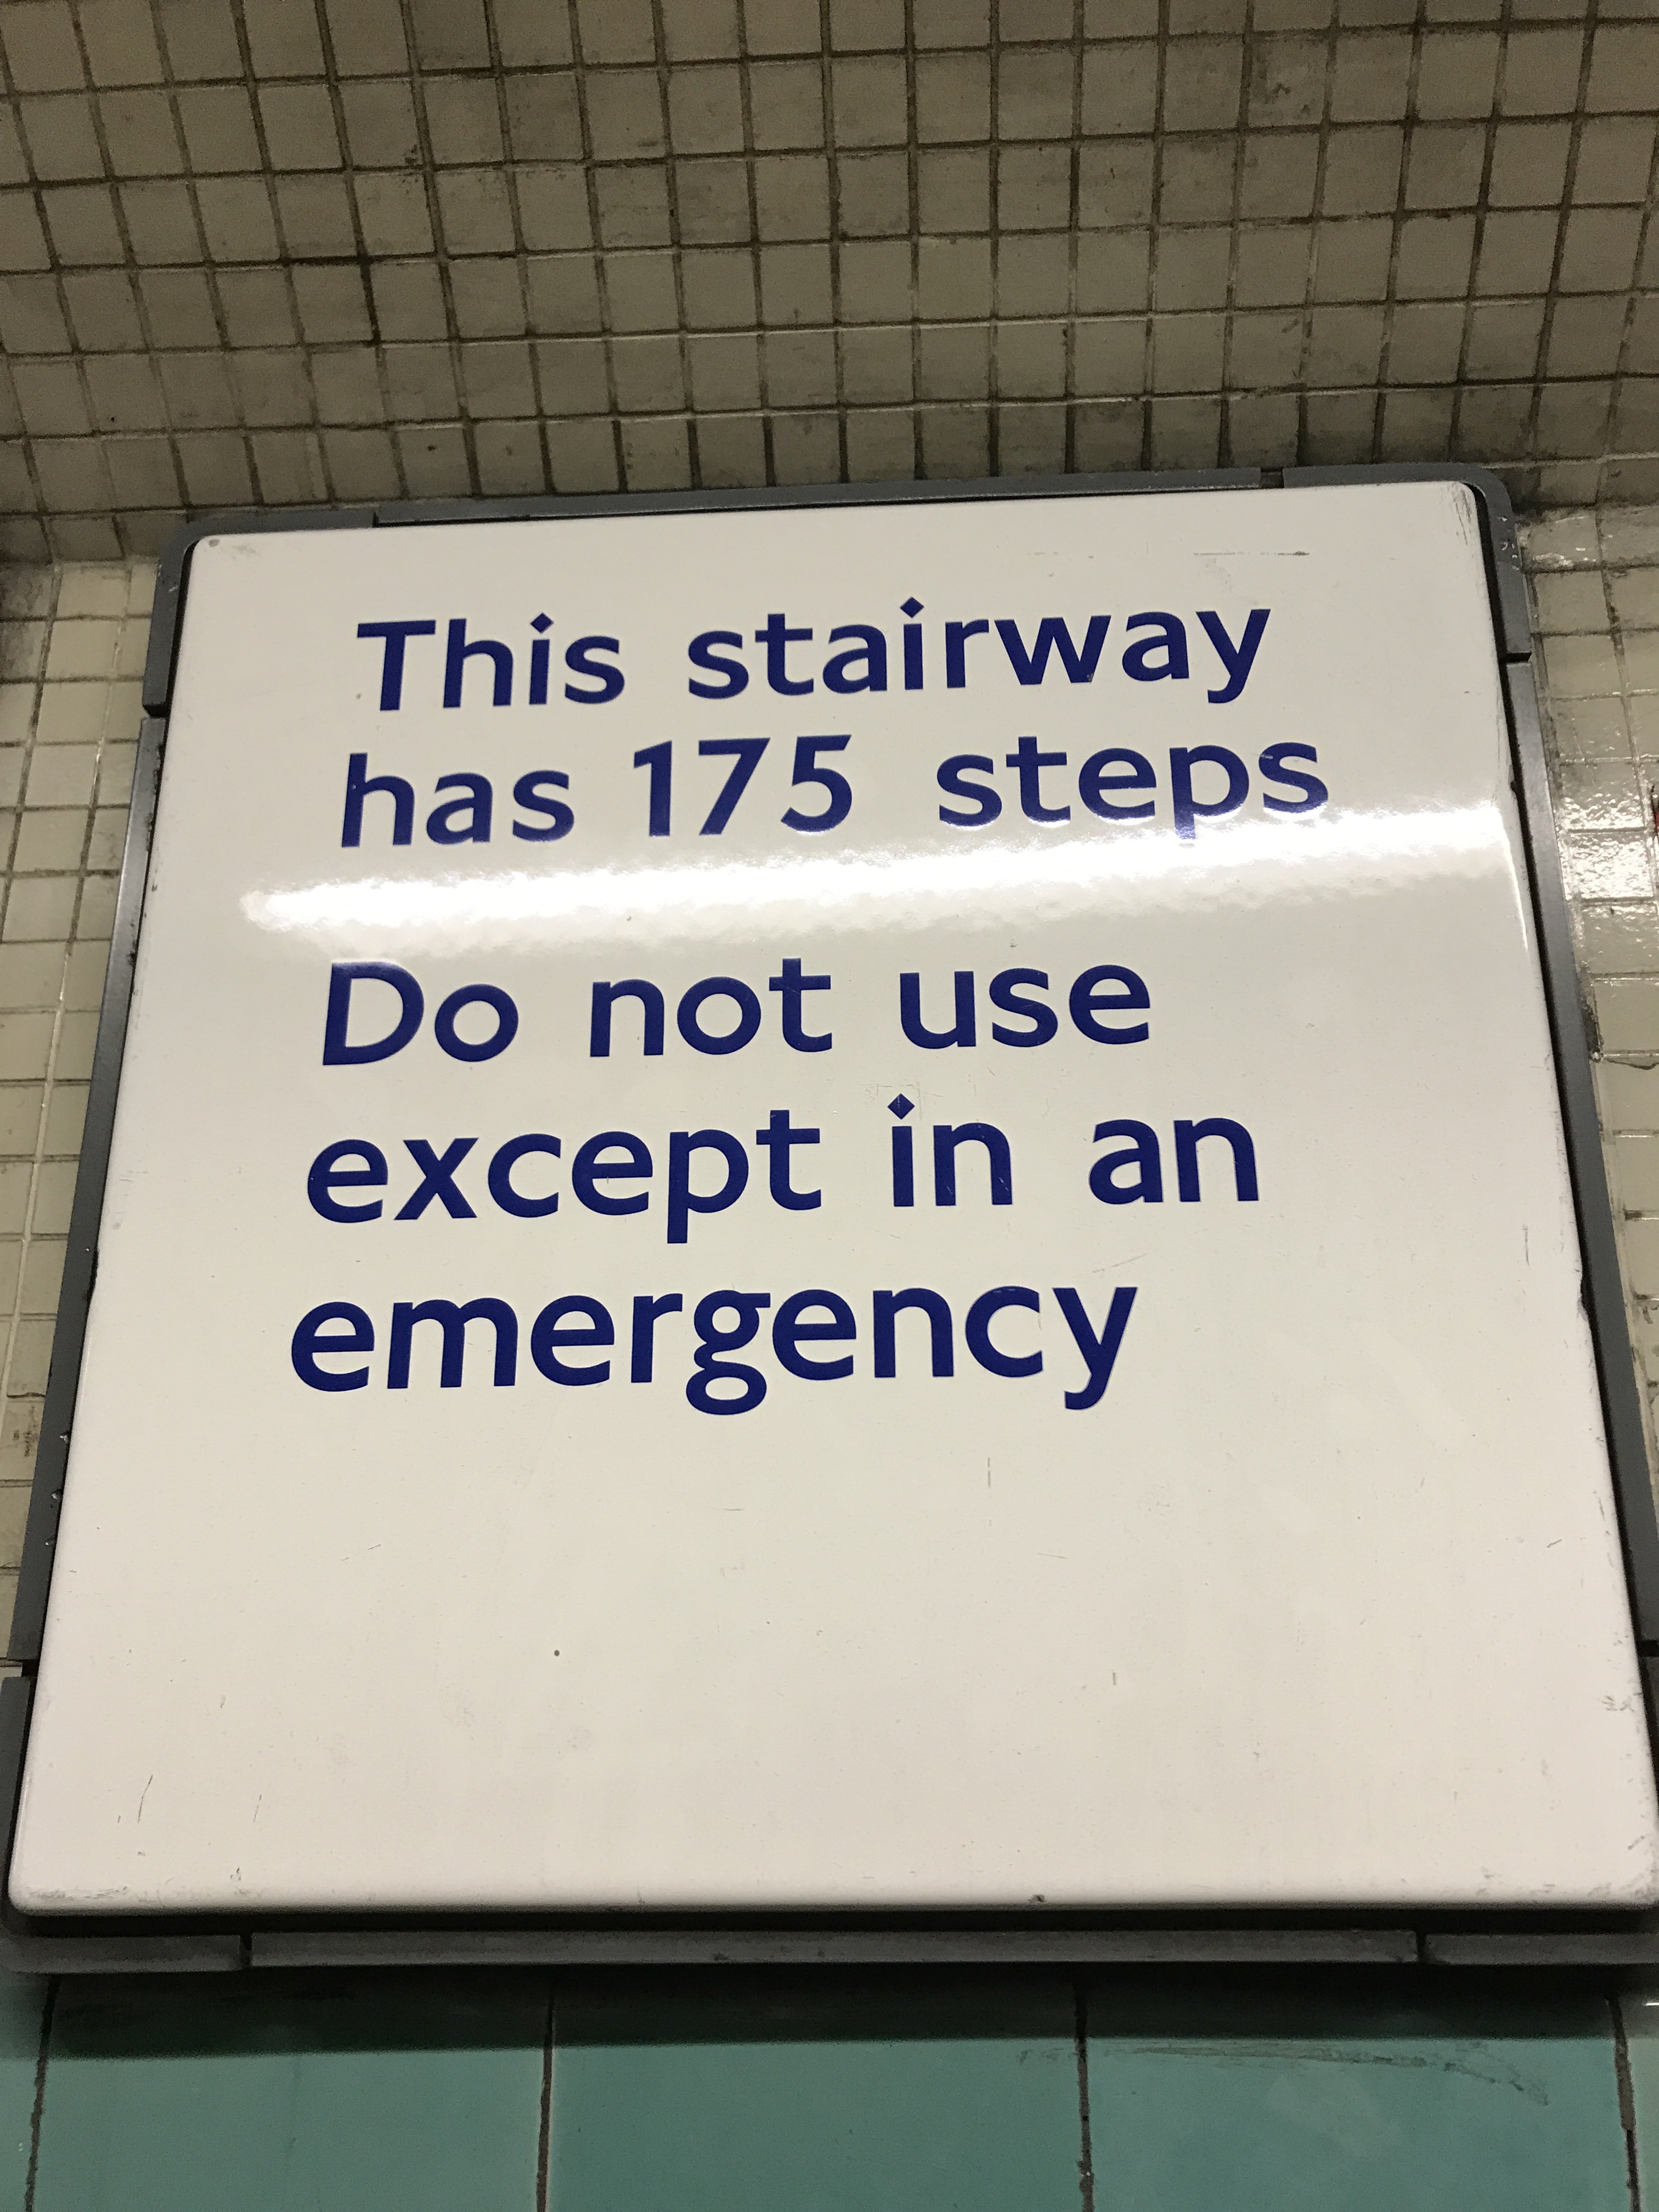 This stairway
has 175 steps
Do not use
except in an
emergency